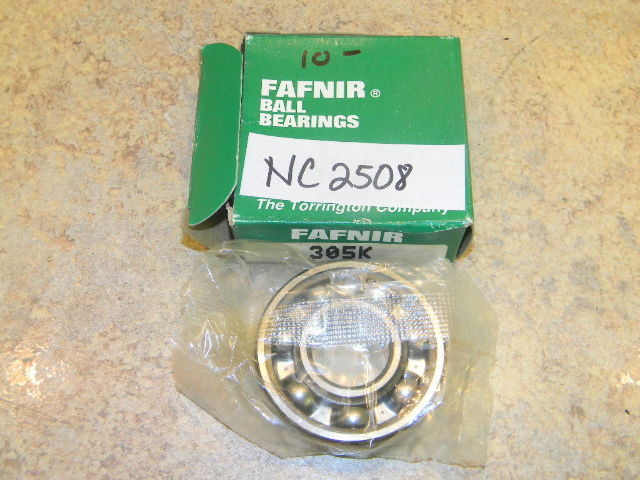 10-
FAFNIR®
BALL
BEARINGS
NC 2508
The Torrington Company
FAFNIR
305K